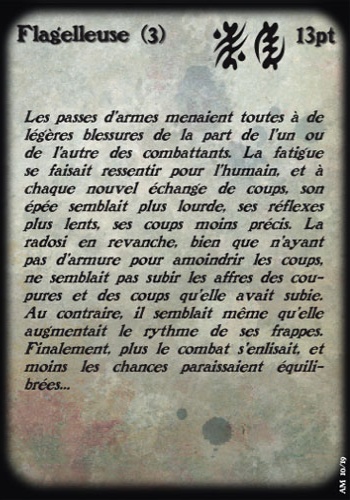 Flagelleuse (3) 13pt
Les passes d'armes menaient toutes à de
légères blessures de la part de l'un ou
de l'autre des combattants. La fatigue
se faisait ressentir pour l'humain, et à
chaque nouvel échange de coups, son
épée semblait plus lourde, ses réflexes
plus lents, ses coups moins précis. La
radosi en revanche, bien que n'ayant
pas d'armure pour amoindrir les coups,
ne semblait pas subir les affres des cou-
pures et des coups qu'elle avait subie.
Au contraire, il semblait même qu'elle
augmentait le rythme de ses frappes.
Finalement, plus le combat s'enlisait, et
moins les chances paraissaient équili-
brées...
AM 10/19